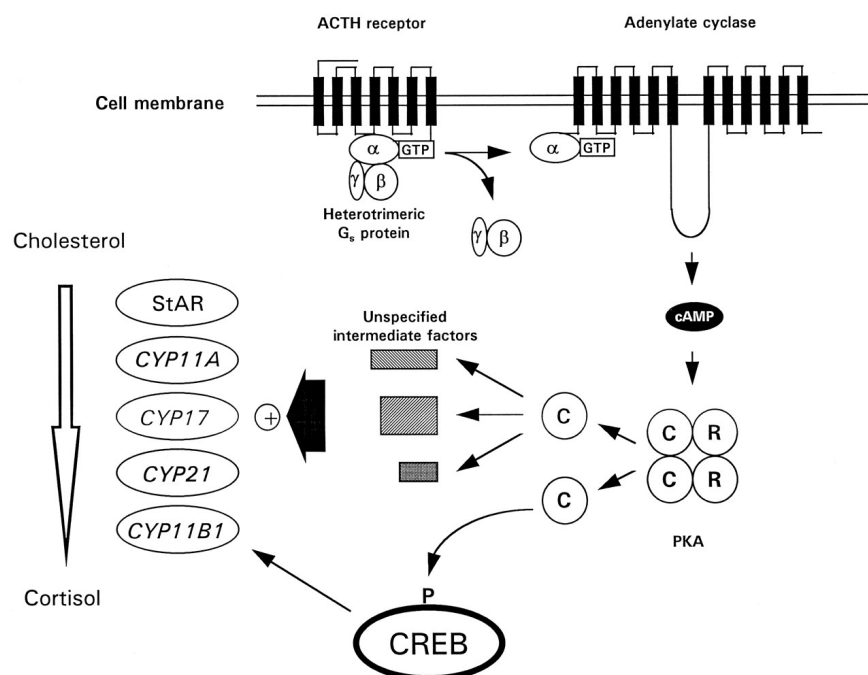 ACTH receptor
Adenylate cyclase
Cell membrane
α
GTP
γ
β
Heterotrimeric
Gs protein
α
GTP
γ
β
Cholesterol
StAR
CYP11A
CYP17
CYP21
CYP11B1
Cortisol
+
Unspecified
intermediate factors
cAMP
C
C
C
R
C
R
PKA
P
CREB